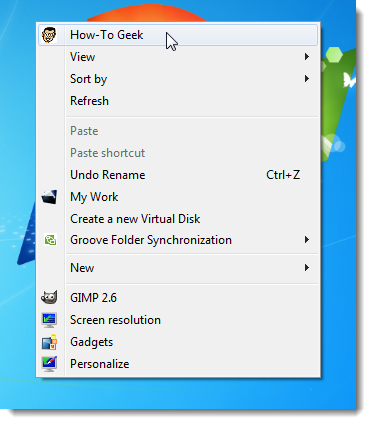 How-To Geek
View
Sort by
Refresh
Paste
Paste shortcut
Undo Rename Ctrl+Z
My Work
Create a new Virtual Disk
Groove Folder Synchronization
New
GIMP 2.6
Screen resolution
Gadgets
Personalize